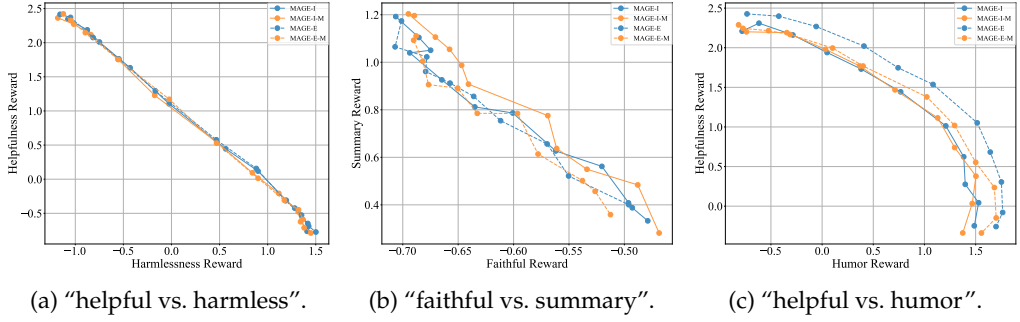 2.5
2.0
1.5
1.0
0.5
0.0
−0.5
−1.0
−0.5
0.0
0.5
1.0
1.5
Helpfulness Reward
Harmlessness Reward
MAGE-I
MAGE-I-M
MAGE-E
MAGE-E-M
1.2
1.0
0.8
0.6
0.4
−0.70
−0.65
−0.60
−0.55
−0.50
Summary Reward
Faithful Reward
MAGE-I
MAGE-I-M
MAGE-E
MAGE-E-M
2.5
2.0
1.5
1.0
0.5
0.0
−0.5
0.0
0.5
1.0
1.5
Helpfulness Reward
Humor Reward
MAGE-I
MAGE-I-M
MAGE-E
MAGE-E-M
(a) “helpful vs. harmless”.
(b) “faithful vs. summary”.
(c) “helpful vs. humor”.